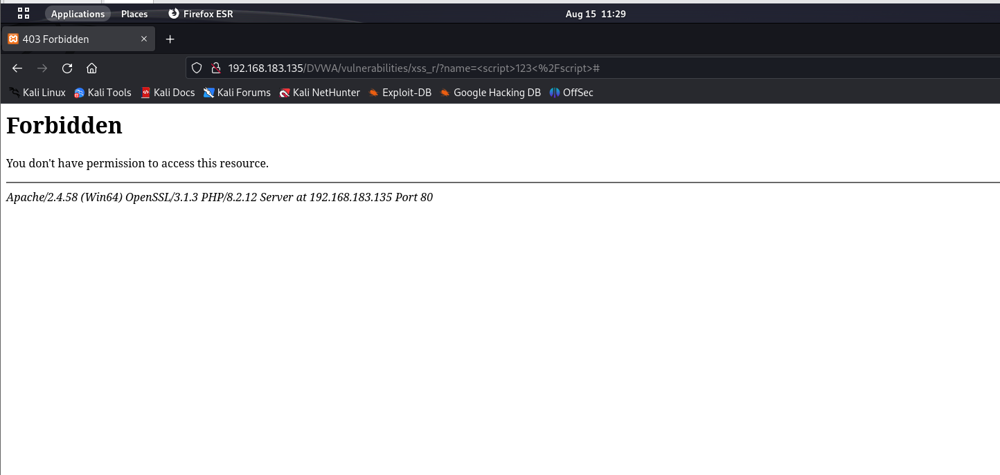 Applications Places Firefox ESR Aug 15 11:29
403 Forbidden
192.168.183.135/DVWA/vulnerabilities/xss_r/?name=<script>123<%2Fscript>#
Kali Linux Kali Tools Kali Docs Kali Forums Kali NetHunter Exploit-DB Google Hacking DB OffSec
Forbidden
You don't have permission to access this resource.
Apache/2.4.58 (Win64) OpenSSL/3.1.3 PHP/8.2.12 Server at 192.168.183.135 Port 80